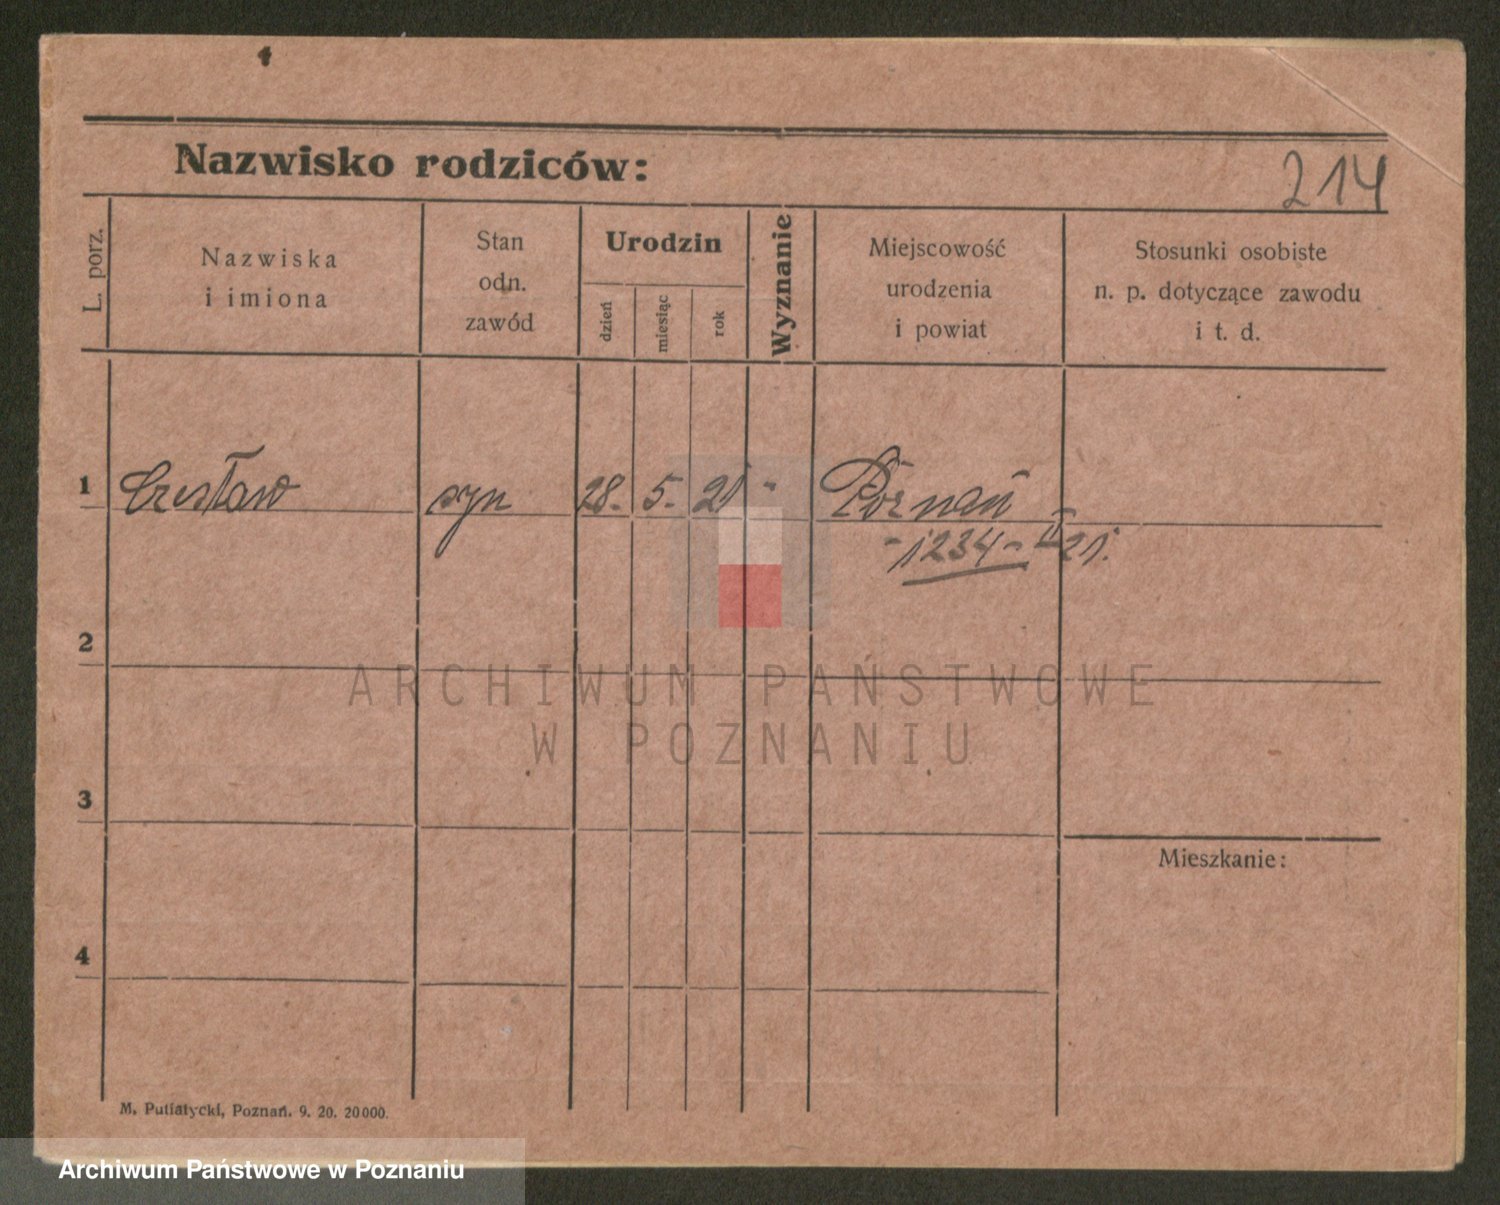 Nazwisko rodziców:
214
L. porz.
Nazwiska
i imiona
Stan
odn.
zawód
Urodzin
dzień
miesiąc
rok
Wyznanie
Miejscowość
urodzenia
i powiat
Stosunki osobiste
n. p. dotyczące zawodu
i t. d.
1 Czesław syn 28. 5. 21 - Poznań
- 1234 - II 21.
2
ARCHIWUM PAŃSTWOWE
W POZNANIU
3
Mieszkanie:
4
M. Putiatycki, Poznań. 9. 20. 20000.
Archiwum Państwowe w Poznaniu